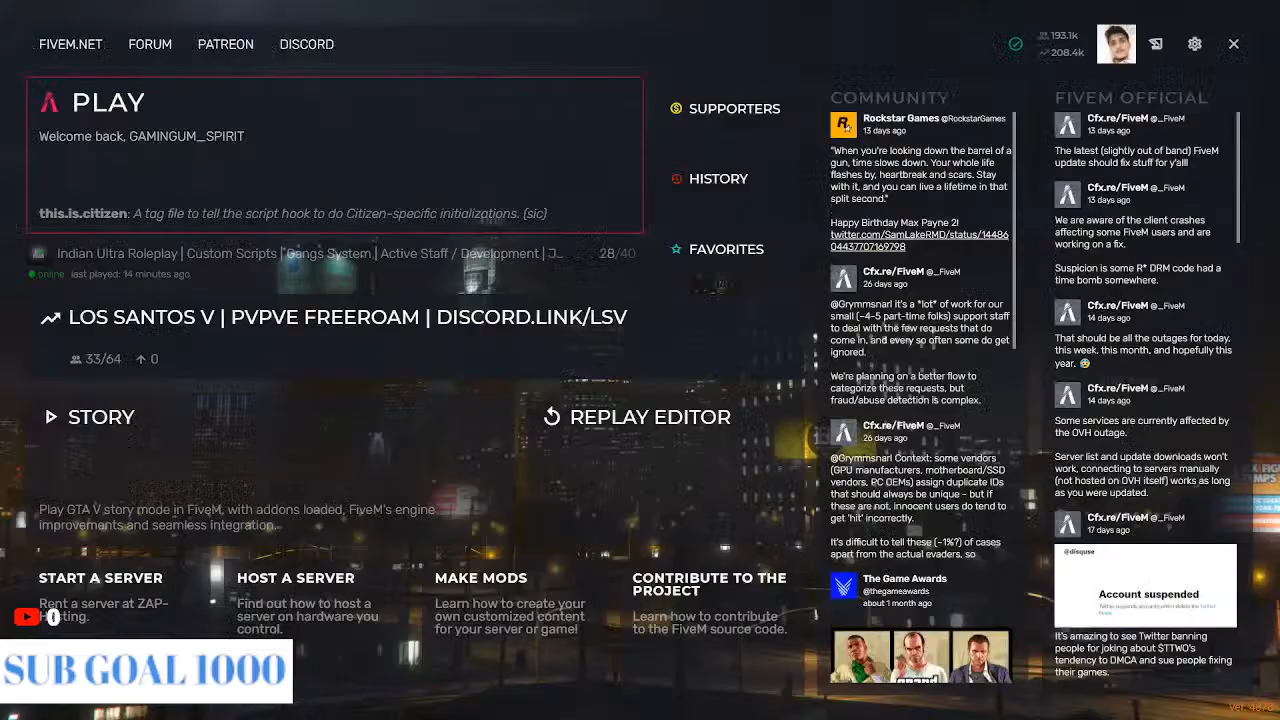 FIVEM.NET
FORUM
PATREON
DISCORD
193.1k
208.4k
PLAY
Welcome back, GAMINGUM_SPIRIT
this.is.citizen: A tag file to tell the script hook to do Citizen-specific initializations. (sic)
Indian Ultra Roleplay | Custom Scripts | Gangs System | Active Staff / Development | J...
28/40
online
last played: 14 minutes ago
SUPPORTERS
HISTORY
FAVORITES
LOS SANTOS V | PVPVE FREEROAM | DISCORD.LINK/LSV
33/64
0
STORY
Play GTA V story mode in FiveM, with addons loaded, FiveM's engine
improvements and seamless integration.
REPLAY EDITOR
START A SERVER
Rent a server at ZAP-
Hosting.
HOST A SERVER
Find out how to host a
server on hardware you
control.
MAKE MODS
Learn how to create your
own customized content
for your server or game!
CONTRIBUTE TO THE
PROJECT
Learn how to contribute
to the FiveM source code.
0
SUB GOAL 1000
COMMUNITY
Rockstar Games @RockstarGames
13 days ago
"When you're looking down the barrel of a
gun, time slows down. Your whole life
flashes by, heartbreak and scars. Stay
with it, and you can live a lifetime in that
split second."
Happy Birthday Max Payne 2!
twitter.com/SamLakeRMD/status/14486
04437707169798
Cfx.re/FiveM @_FiveM
26 days ago
@Grymmsnarl It's a *lot* of work for our
small (~4-5 part-time folks) support staff
to deal with the few requests that do
come in, and every so often some do get
ignored.
We're planning on a better flow to
categorize these requests, but
fraud/abuse detection is complex.
Cfx.re/FiveM @_FiveM
26 days ago
@Grymmsnarl Context: some vendors
(GPU manufacturers, motherboard/SSD
vendors, PC OEMs) assign duplicate IDs
that should always be unique - but if
these are not, innocent users do tend to
get 'hit' incorrectly.
It's difficult to tell these (~1%?) of cases
apart from the actual evaders, so
The Game Awards
@thegameawards
about 1 month ago
FIVEM OFFICIAL
Cfx.re/FiveM @_FiveM
13 days ago
The latest (slightly out of band) FiveM
update should fix stuff for y'all!
Cfx.re/FiveM @_FiveM
13 days ago
We are aware of the client crashes
affecting some FiveM users and are
working on a fix.
Suspicion is some R* DRM code had a
time bomb somewhere.
Cfx.re/FiveM @_FiveM
14 days ago
That should be all the outages for today,
this week, this month, and hopefully this
year. 😰
Cfx.re/FiveM @_FiveM
14 days ago
Some services are currently affected by
the OVH outage.
Server list and update downloads won't
work, connecting to servers manually
(not hosted on OVH itself) works as long
as you were updated.
Cfx.re/FiveM @_FiveM
17 days ago
@disquse
Account suspended
Twitter suspends accounts which violate the Twitter
Rules
It's amazing to see Twitter banning
people for joking about $TTWO's
tendency to DMCA and sue people fixing
their games.